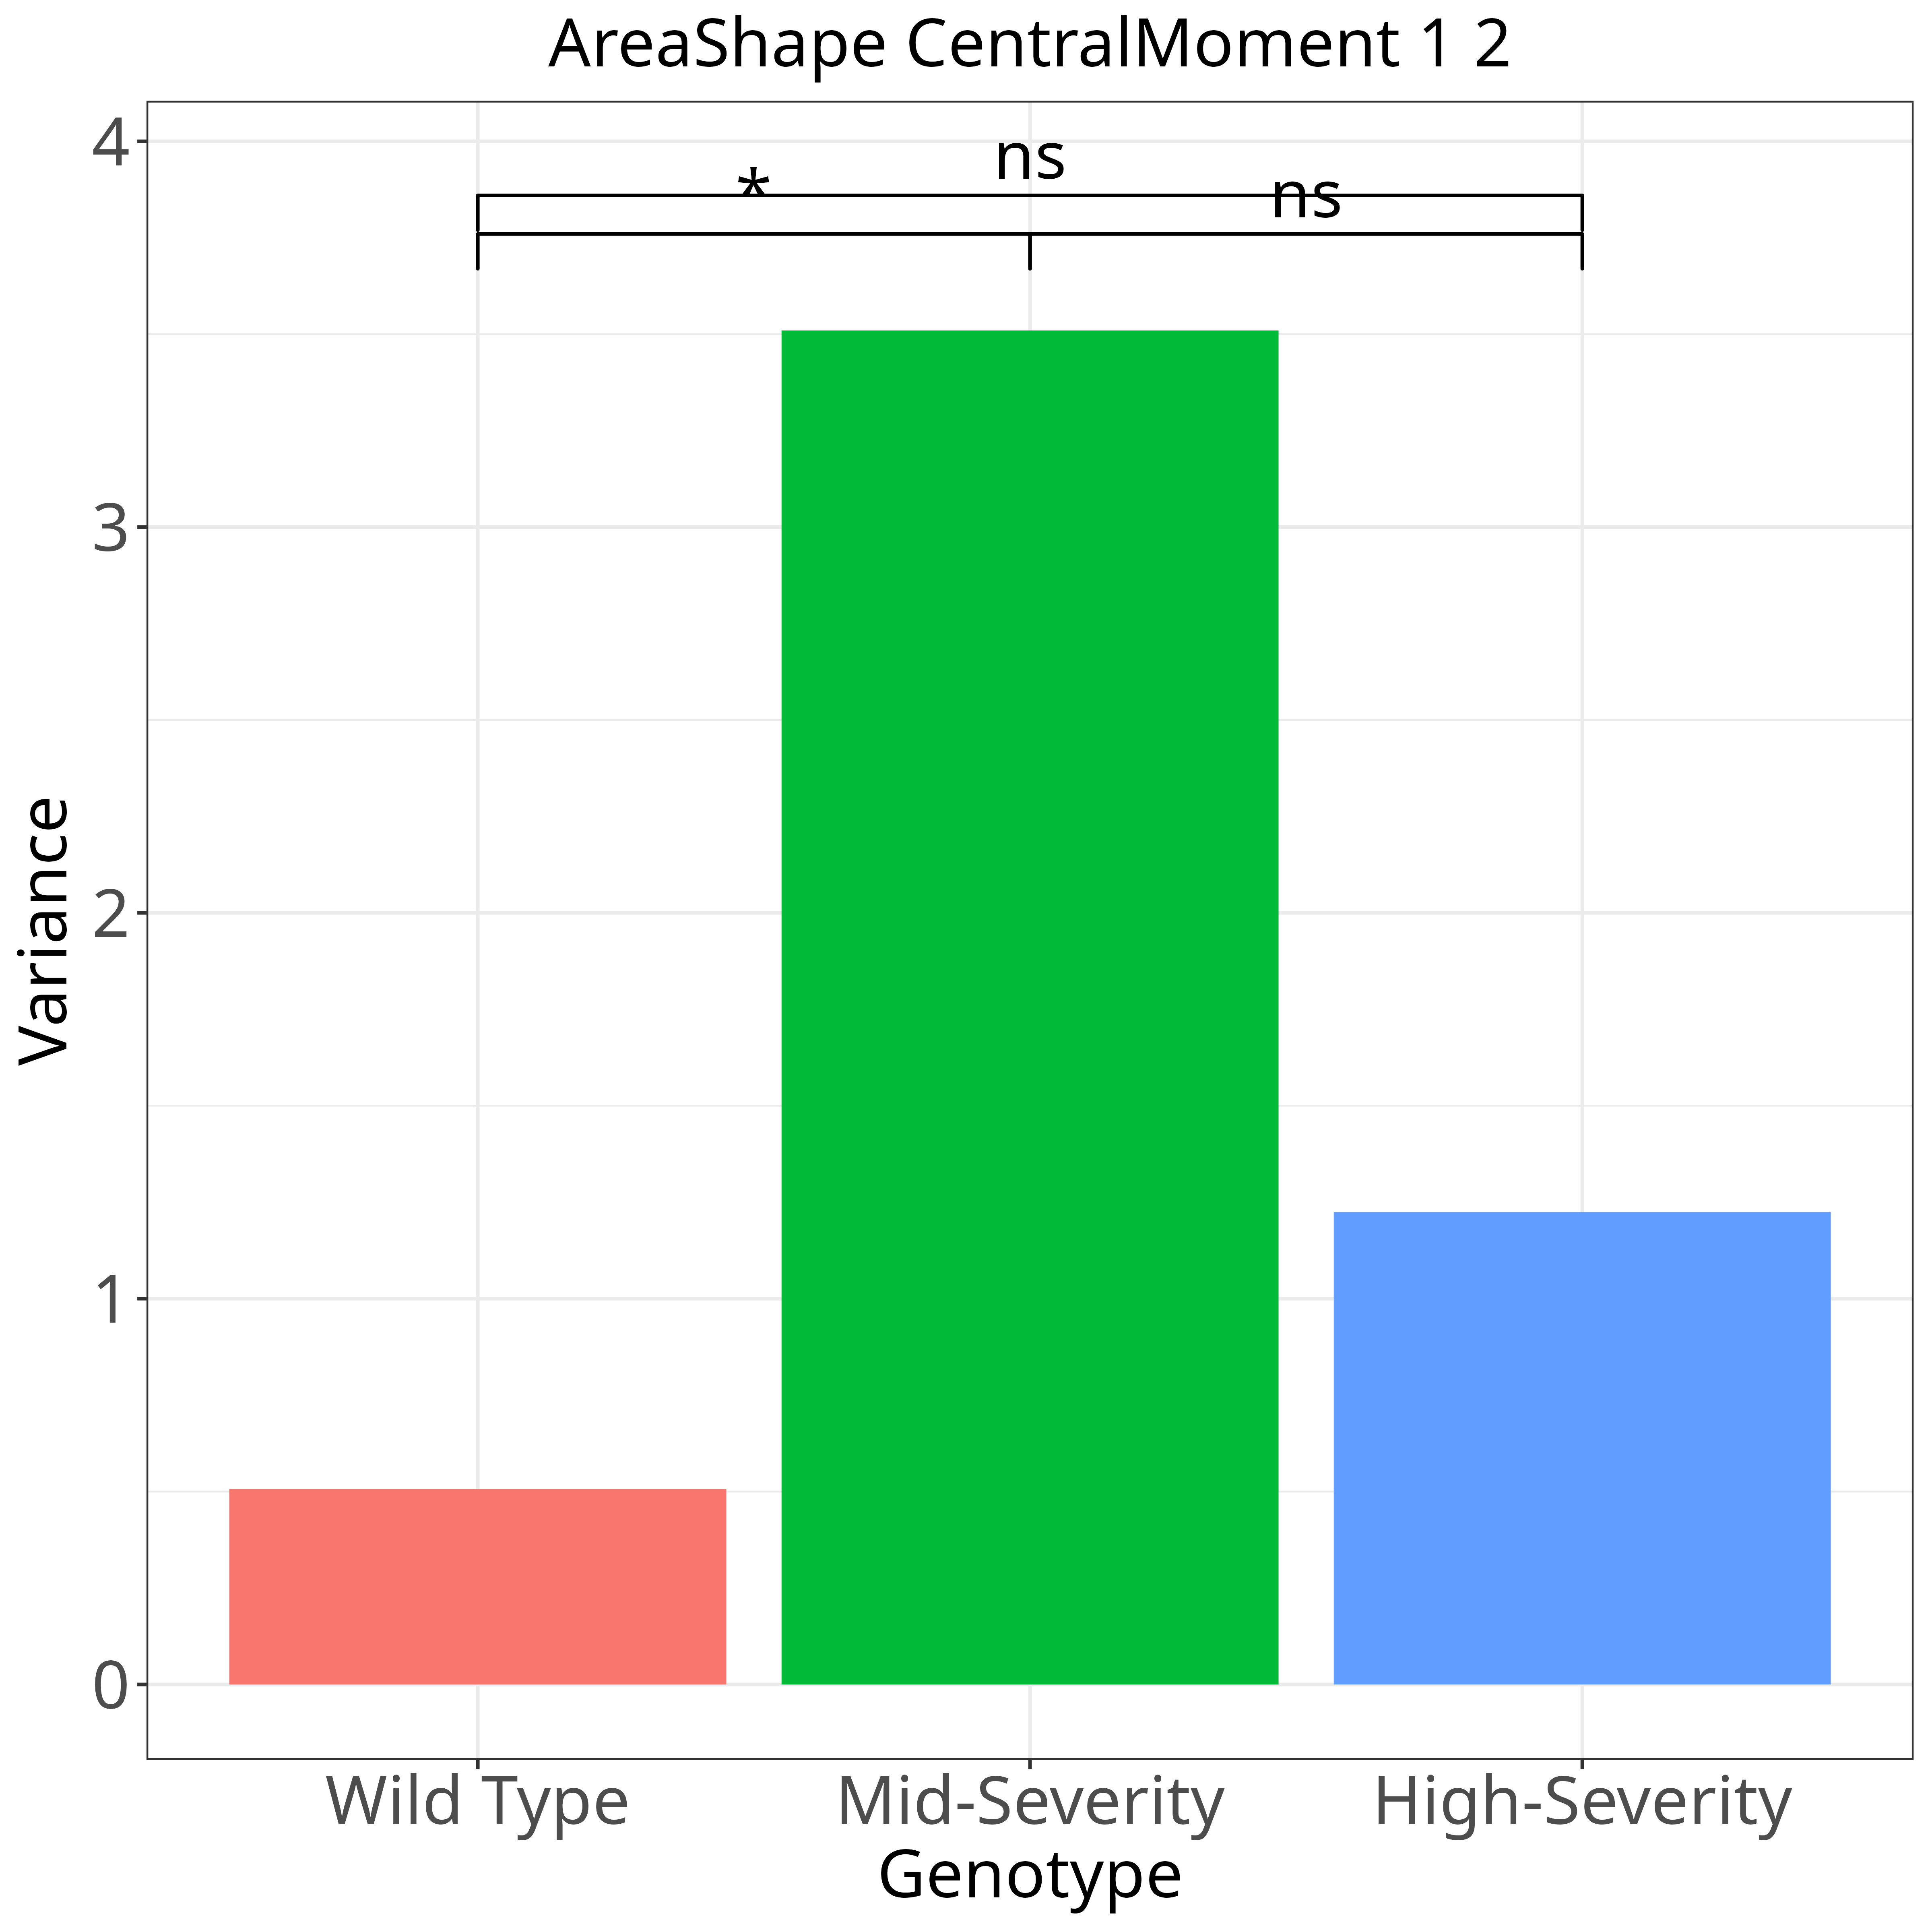 AreaShape CentralMoment 1 2
4
3
2
1
0
Variance
ns
*
ns
Wild Type
Mid-Severity
High-Severity
Genotype